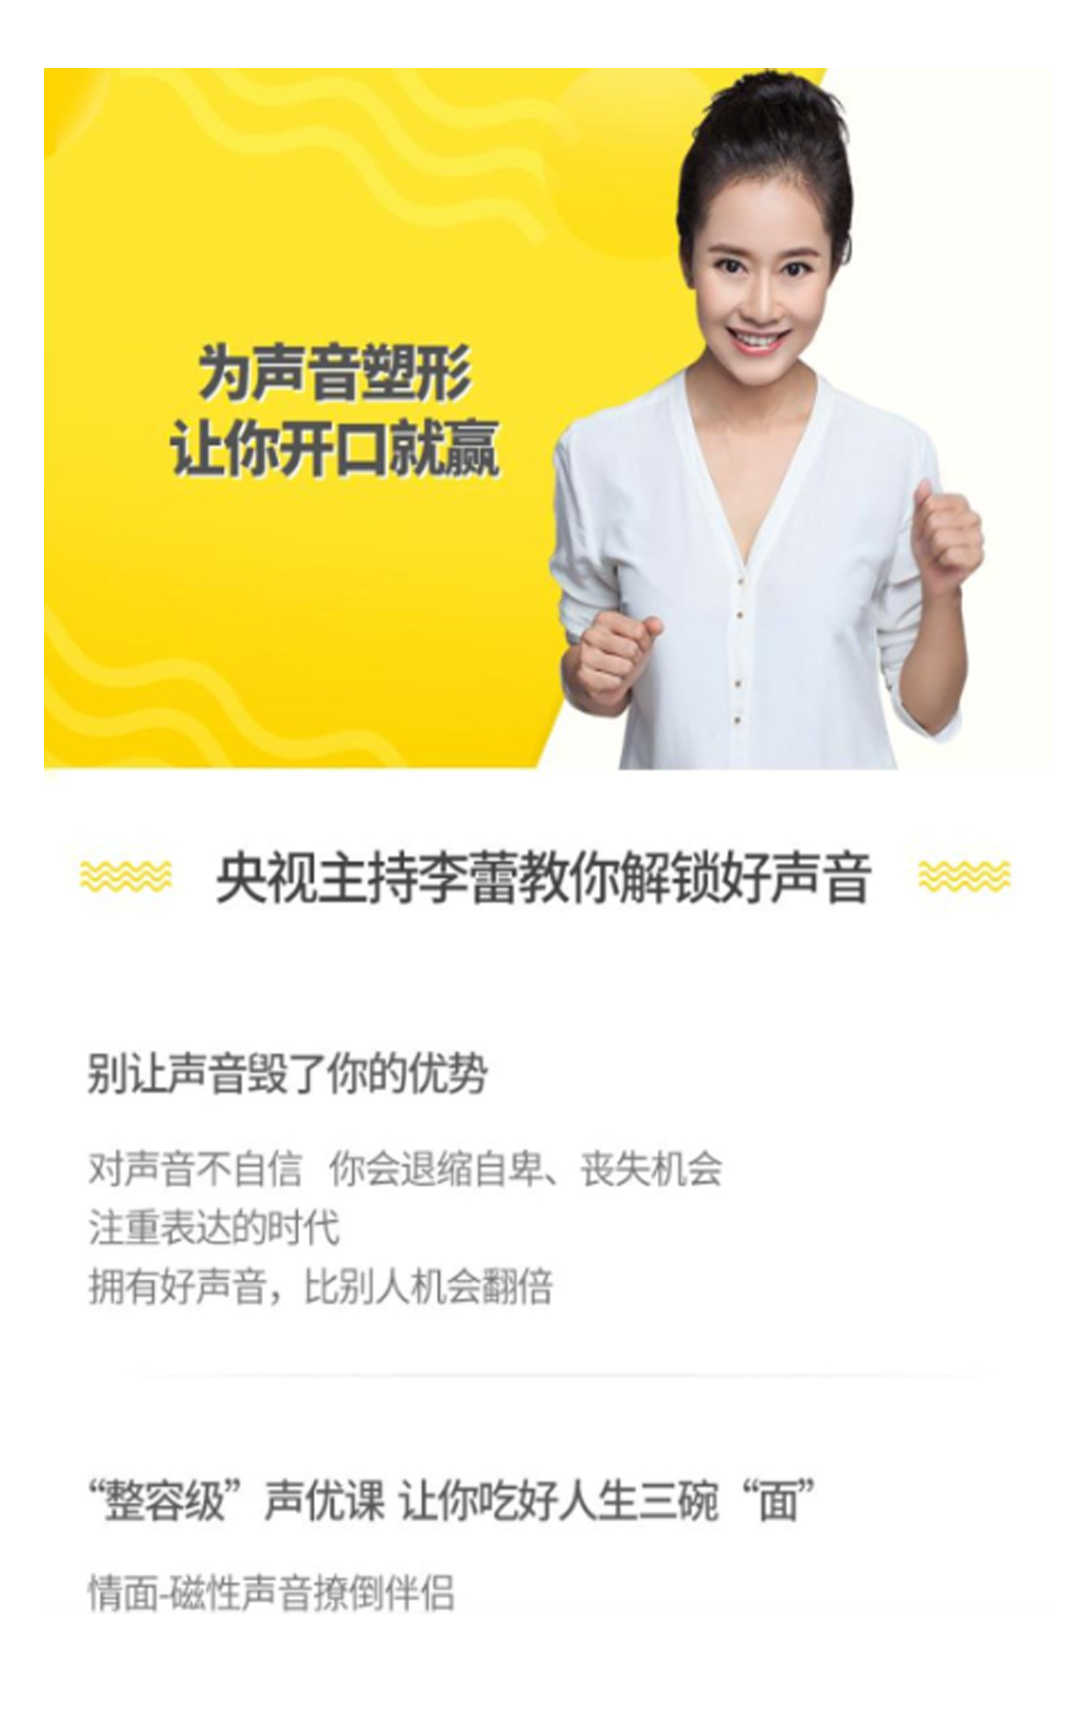 为声音塑形
让你开口就赢
央视主持李蕾教你解锁好声音
别让声音毁了你的优势
对声音不自信 你会退缩自卑、丧失机会
注重表达的时代
拥有好声音，比别人机会翻倍
“整容级”声优课 让你吃好人生三碗“面”
情面-磁性声音撩倒伴侣